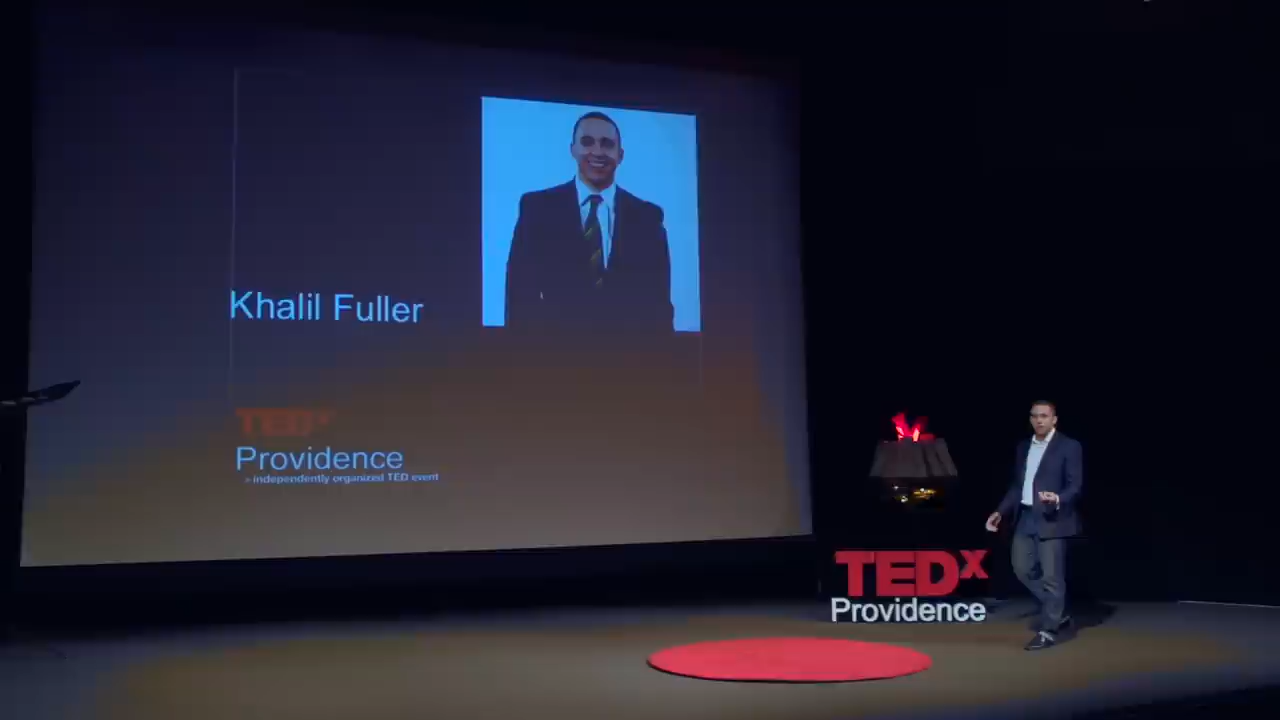 Khalil Fuller
TEDx
Providence
independently organized TED event
TEDx
Providence